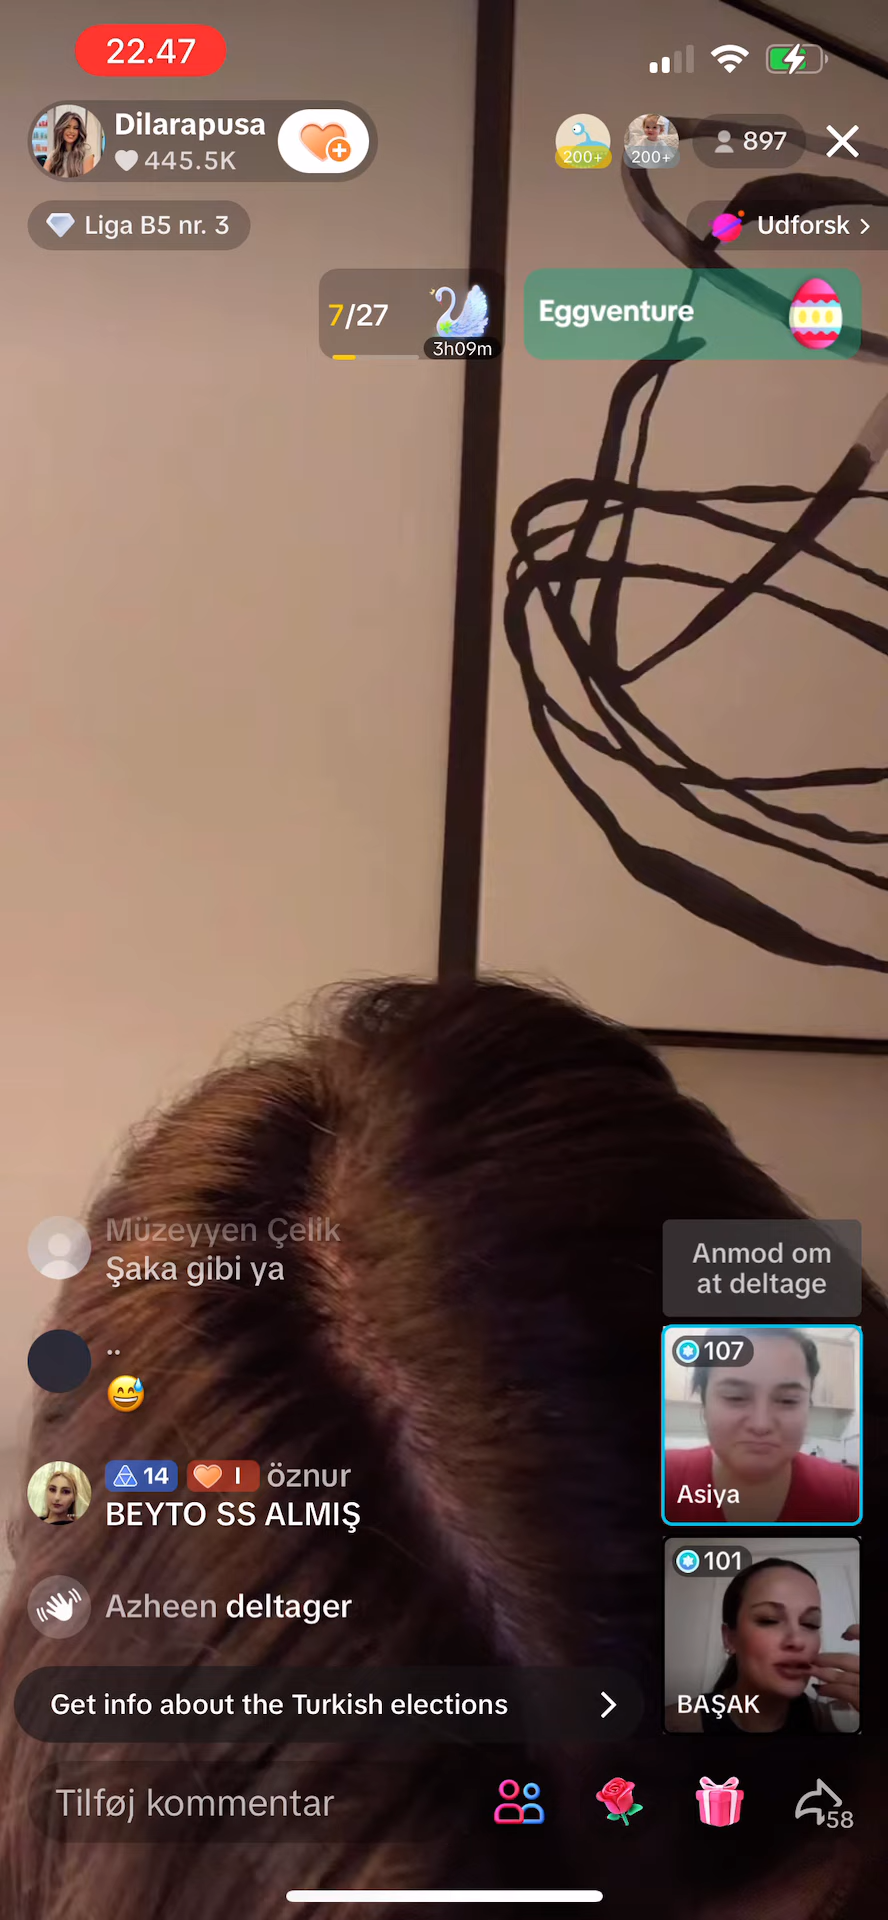 22.47
Dilarapusa
445.5K
200+
200+
897
Liga B5 nr. 3
Udforsk >
7/27
3h09m
Eggventure
Müzeyyen Çelik
Şaka gibi ya
Anmod om
at deltage
..
107
Asiya
14
I
öznur
BEYTO SS ALMIŞ
101
BAŞAK
Azheen deltager
Get info about the Turkish elections
Tilføj kommentar
58